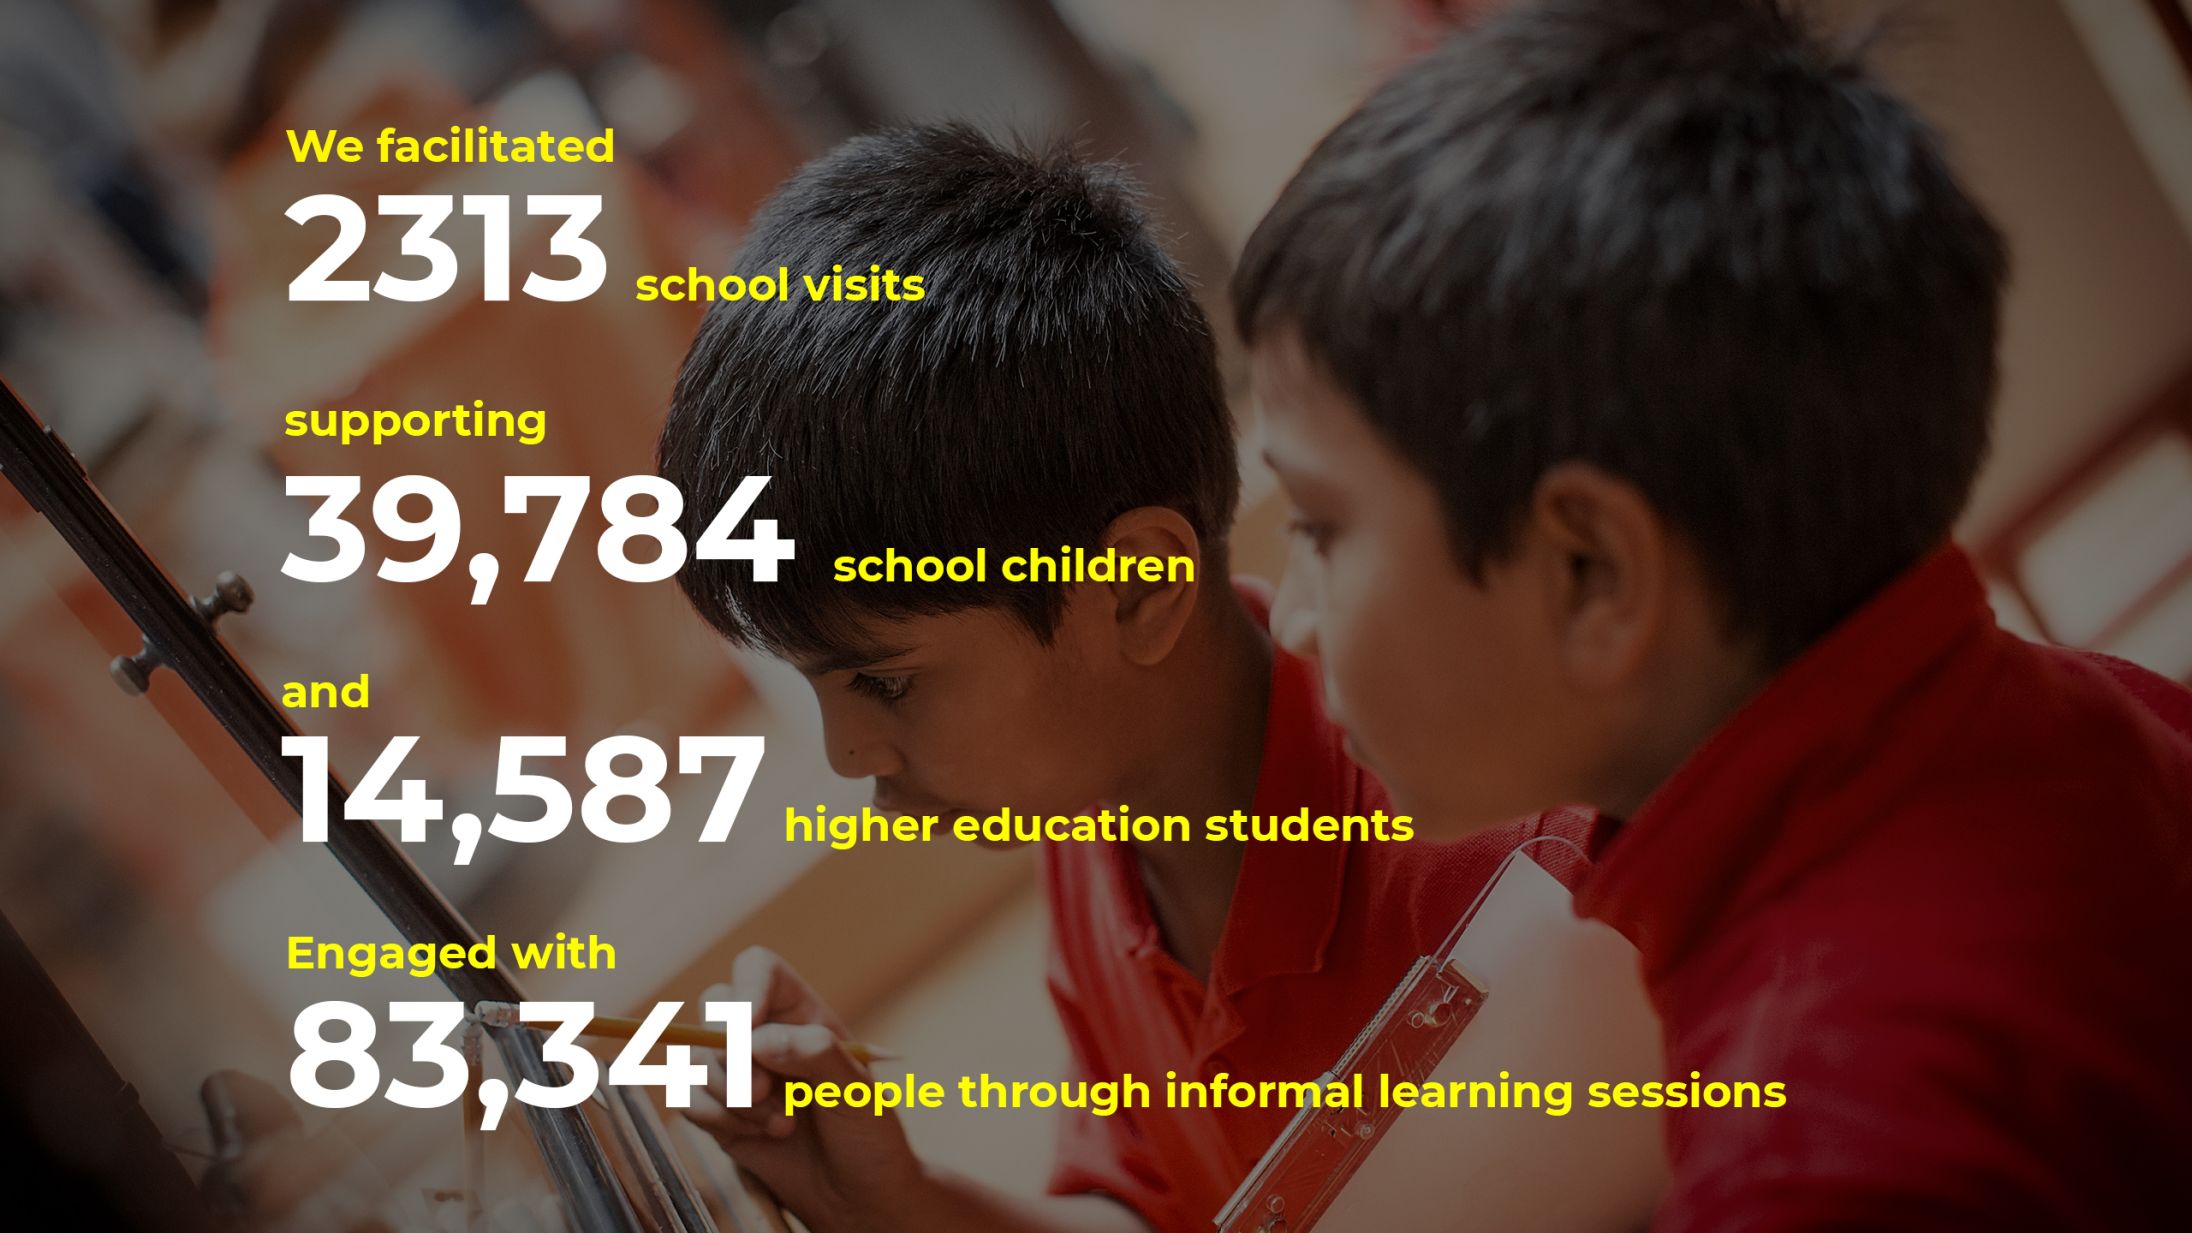 We facilitated
2313 school visits
supporting
39,784 school children
and
14,587 higher education students
Engaged with
83,341 people through informal learning sessions